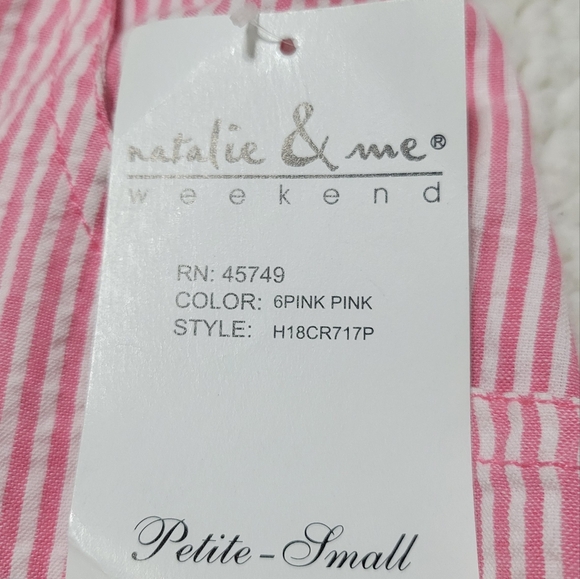 natalie & me®
weekend
RN: 45749
COLOR: 6PINK PINK
STYLE: H18CR717P
Petite-Small